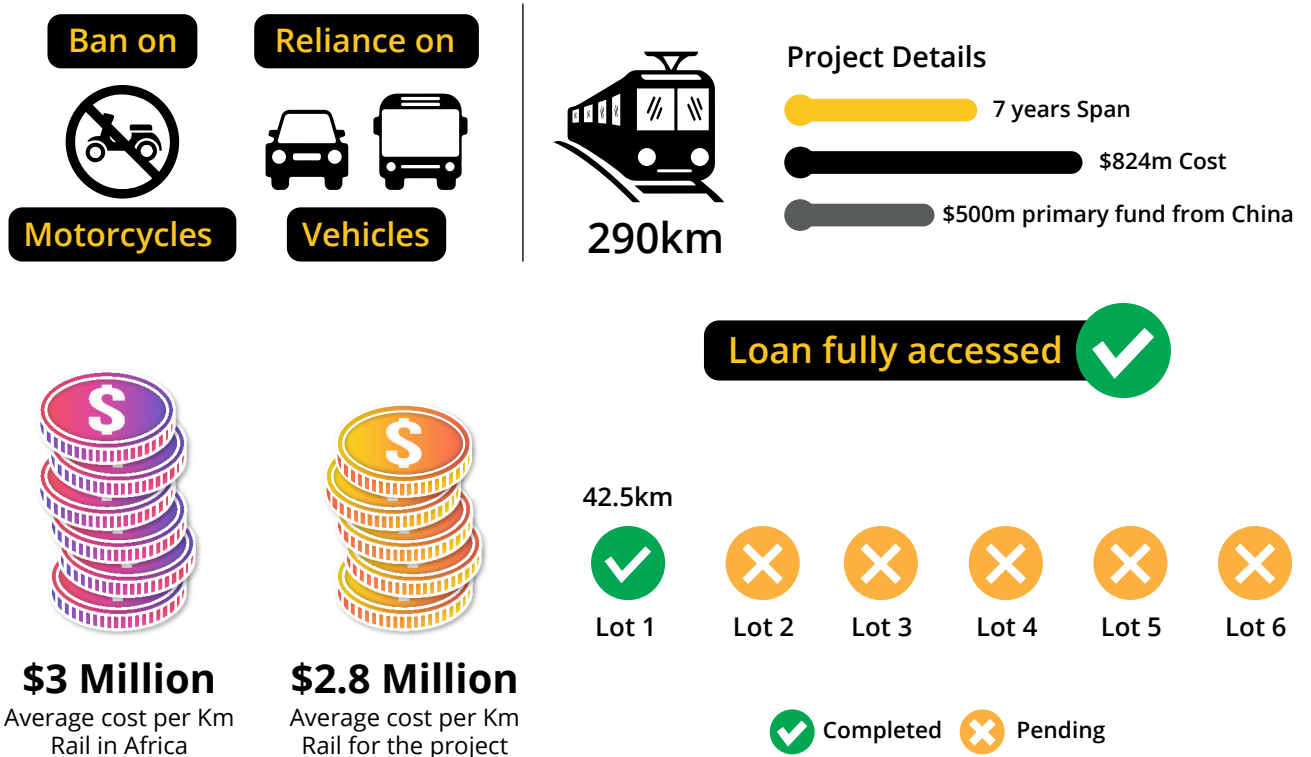 Ban on
Motorcycles
Reliance on
Vehicles
290km
Project Details
7 years Span
$824m Cost
$500m primary fund from China
Loan fully accessed
$
$3 Million
Average cost per Km
Rail in Africa
$
$2.8 Million
Average cost per Km
Rail for the project
42.5km
Lot 1
Lot 2
Lot 3
Lot 4
Lot 5
Lot 6
Completed
Pending